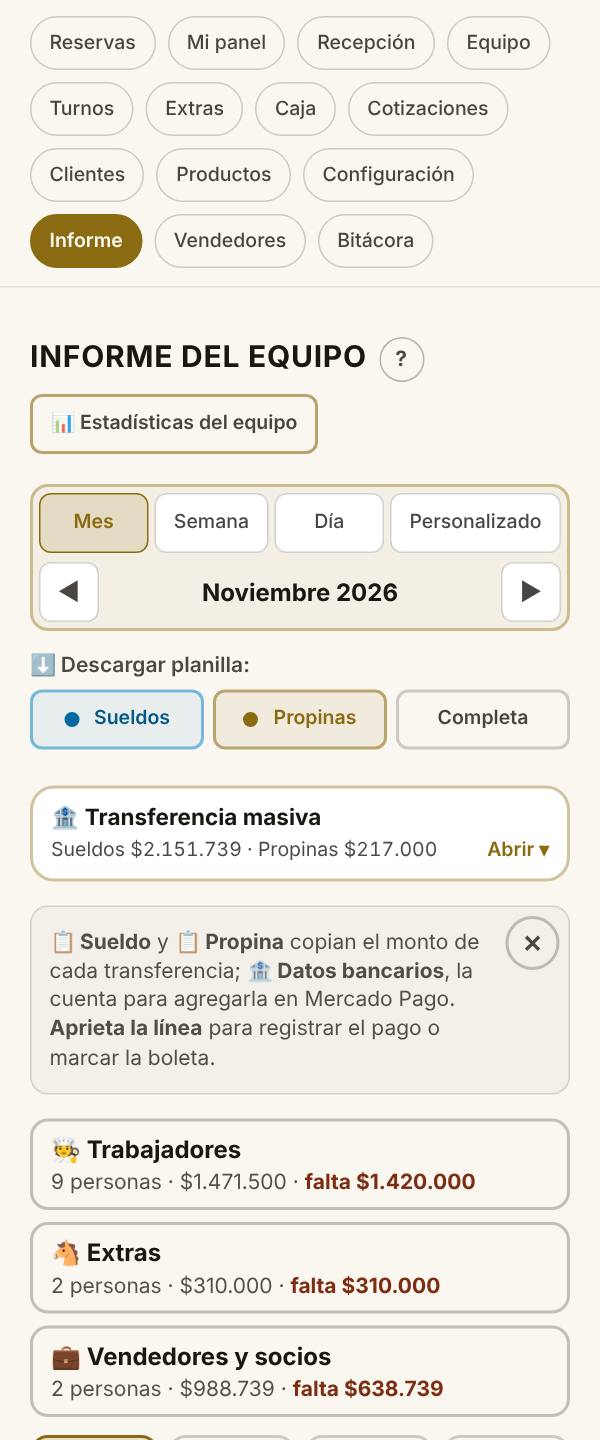 Reservas Mi panel Recepción Equipo
Turnos Extras Caja Cotizaciones
Clientes Productos Configuración
Informe Vendedores Bitácora
INFORME DEL EQUIPO ?
📊 Estadísticas del equipo
Mes Semana Día Personalizado
◀ Noviembre 2026 ▶
⬇️ Descargar planilla:
Sueldos Propinas Completa
🏦 Transferencia masiva
Sueldos $2.151.739 · Propinas $217.000 Abrir ▾
📋 Sueldo y 📋 Propina copian el monto de ✕
cada transferencia; 🏦 Datos bancarios, la
cuenta para agregarla en Mercado Pago.
Aprieta la línea para registrar el pago o
marcar la boleta.
🧑‍🍳 Trabajadores
9 personas · $1.471.500 · falta $1.420.000
🐴 Extras
2 personas · $310.000 · falta $310.000
💼 Vendedores y socios
2 personas · $988.739 · falta $638.739